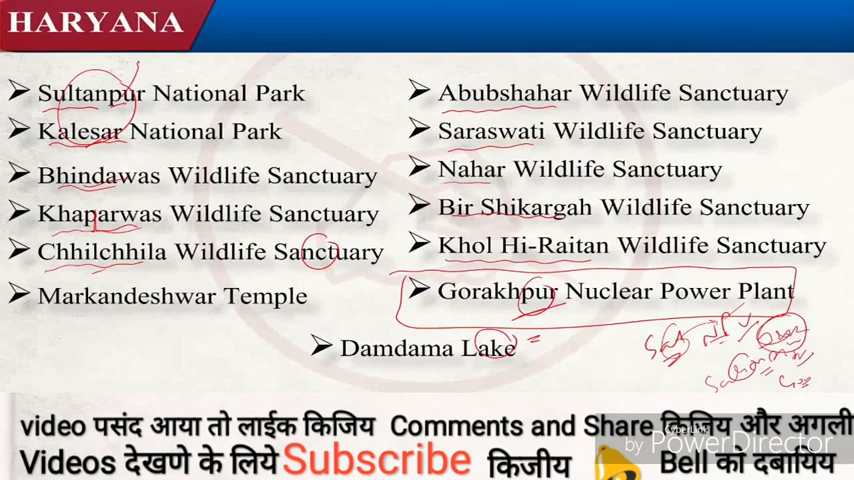 HARYANA
➤ Sultanpur National Park
➤ Kalesar National Park
➤ Bhindawas Wildlife Sanctuary
➤ Khaparwas Wildlife Sanctuary
➤ Chhilchhila Wildlife Sanctuary
➤ Markandeshwar Temple
➤ Abubshahar Wildlife Sanctuary
➤ Saraswati Wildlife Sanctuary
➤ Nahar Wildlife Sanctuary
➤ Bir Shikargah Wildlife Sanctuary
➤ Khol Hi-Raitan Wildlife Sanctuary
➤ Gorakhpur Nuclear Power Plant
➤ Damdama Lake
video पसंद आया तो लाईक किजिय Comments and Share किजिय और अगली
Videos देखणे के लिये Subscribe किजीय Bell को दबायिय
CyberLink
by PowerDirector